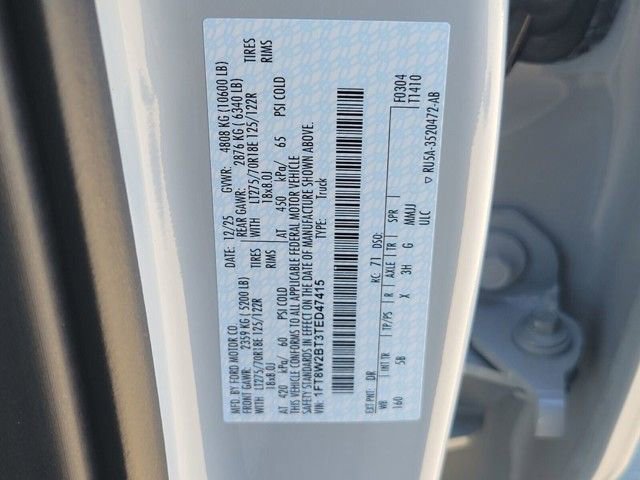 MFD. BY FORD MOTOR CO.
DATE: 12/25 GVWR: 4808 KG (10600 LB)
FRONT GAWR: 2359 KG (5200 LB) REAR GAWR: 2876 KG (6340 LB)
WITH LT275/70R18E 125/122R TIRES WITH LT275/70R18E 125/122R TIRES
18x8.0J RIMS 18x8.0J RIMS
AT 420 kPa/ 60 PSI COLD AT 450 kPa/ 65 PSI COLD
THIS VEHICLE CONFORMS TO ALL APPLICABLE FEDERAL MOTOR VEHICLE
SAFETY STANDARDS IN EFFECT ON THE DATE OF MANUFACTURE SHOWN ABOVE.
VIN: 1FT8W2BT3TED47415 TYPE: Truck
F0304
T1410
EXT PNT: DR RC: 71 DSO:
WB INT TR TP/PS R AXLE TR SPR
160 5B X 3H G MMJJ
ULC ▽ RU5A-3520472-AB